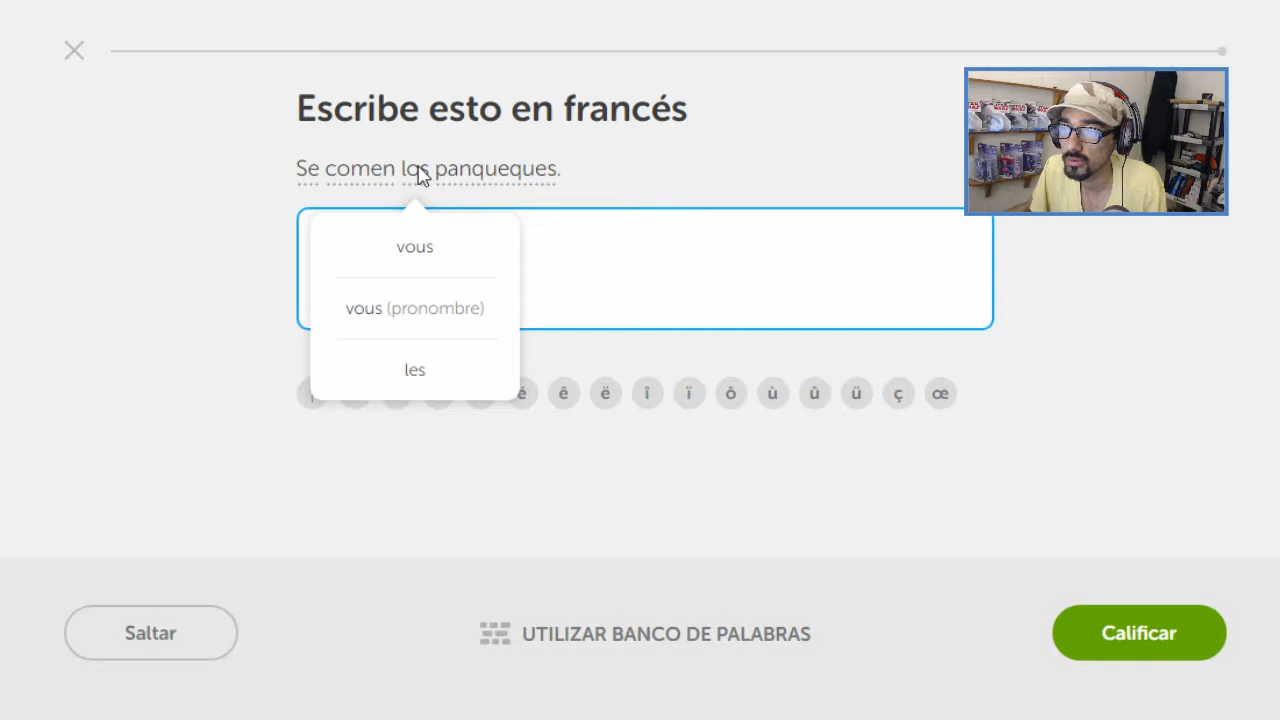 Escribe esto en francés
Se comen los panqueques.
vous
vous (pronombre)
les
é ê ë î ï ô ù û ü ç œ
Saltar
UTILIZAR BANCO DE PALABRAS
Calificar